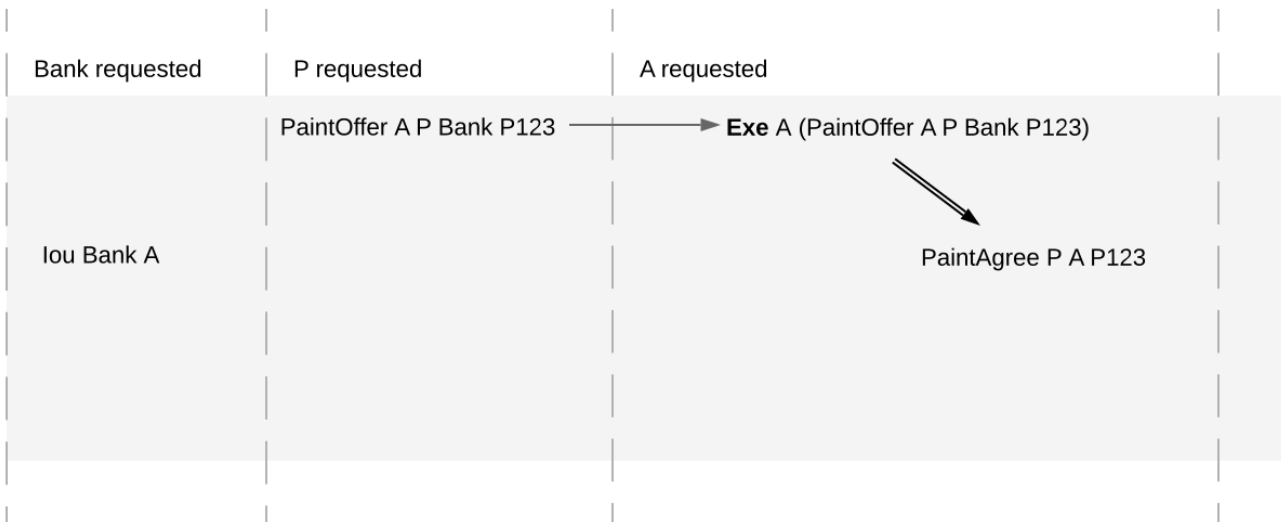 Bank requested
P requested
A requested
PaintOffer A P Bank P123
Exe A (PaintOffer A P Bank P123)
Iou Bank A
PaintAgree P A P123